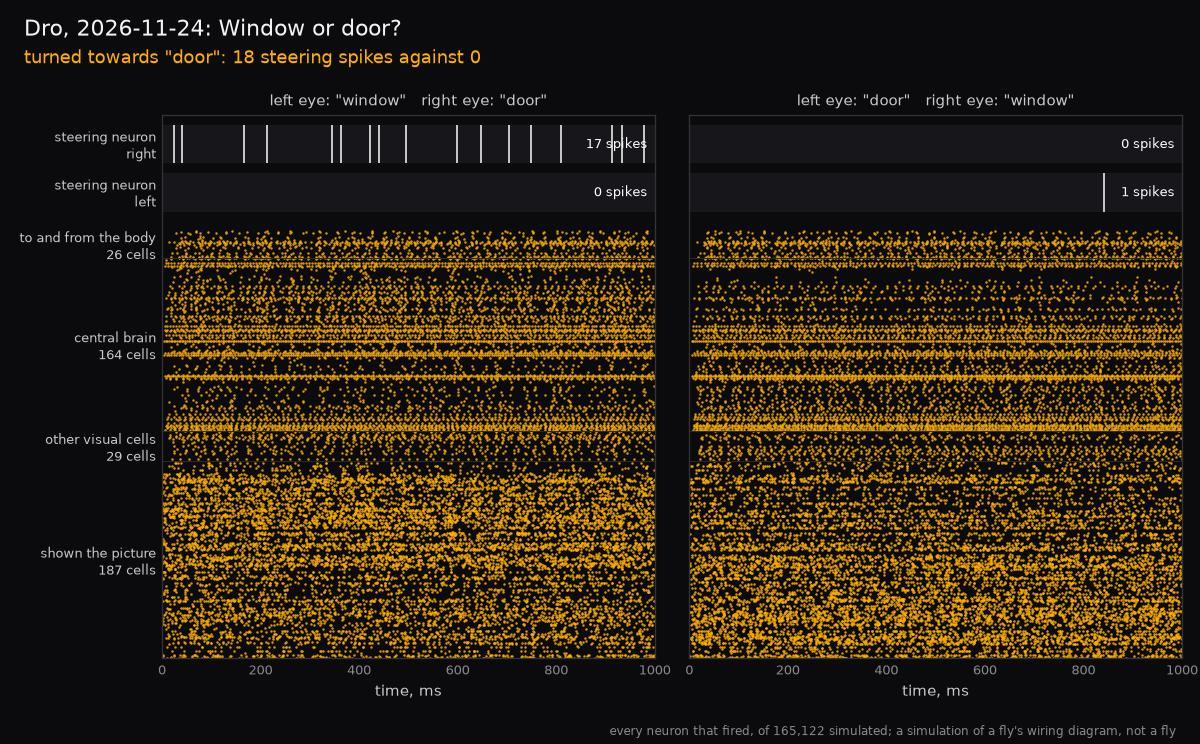 Dro, 2026-11-24: Window or door?
turned towards "door": 18 steering spikes against 0
left eye: "window"   right eye: "door"
left eye: "door"   right eye: "window"
steering neuron
right
17 spikes
0 spikes
steering neuron
left
0 spikes
1 spikes
to and from the body
26 cells
central brain
164 cells
other visual cells
29 cells
shown the picture
187 cells
0 200 400 600 800 1000
0 200 400 600 800 1000
time, ms
time, ms
every neuron that fired, of 165,122 simulated; a simulation of a fly's wiring diagram, not a fly